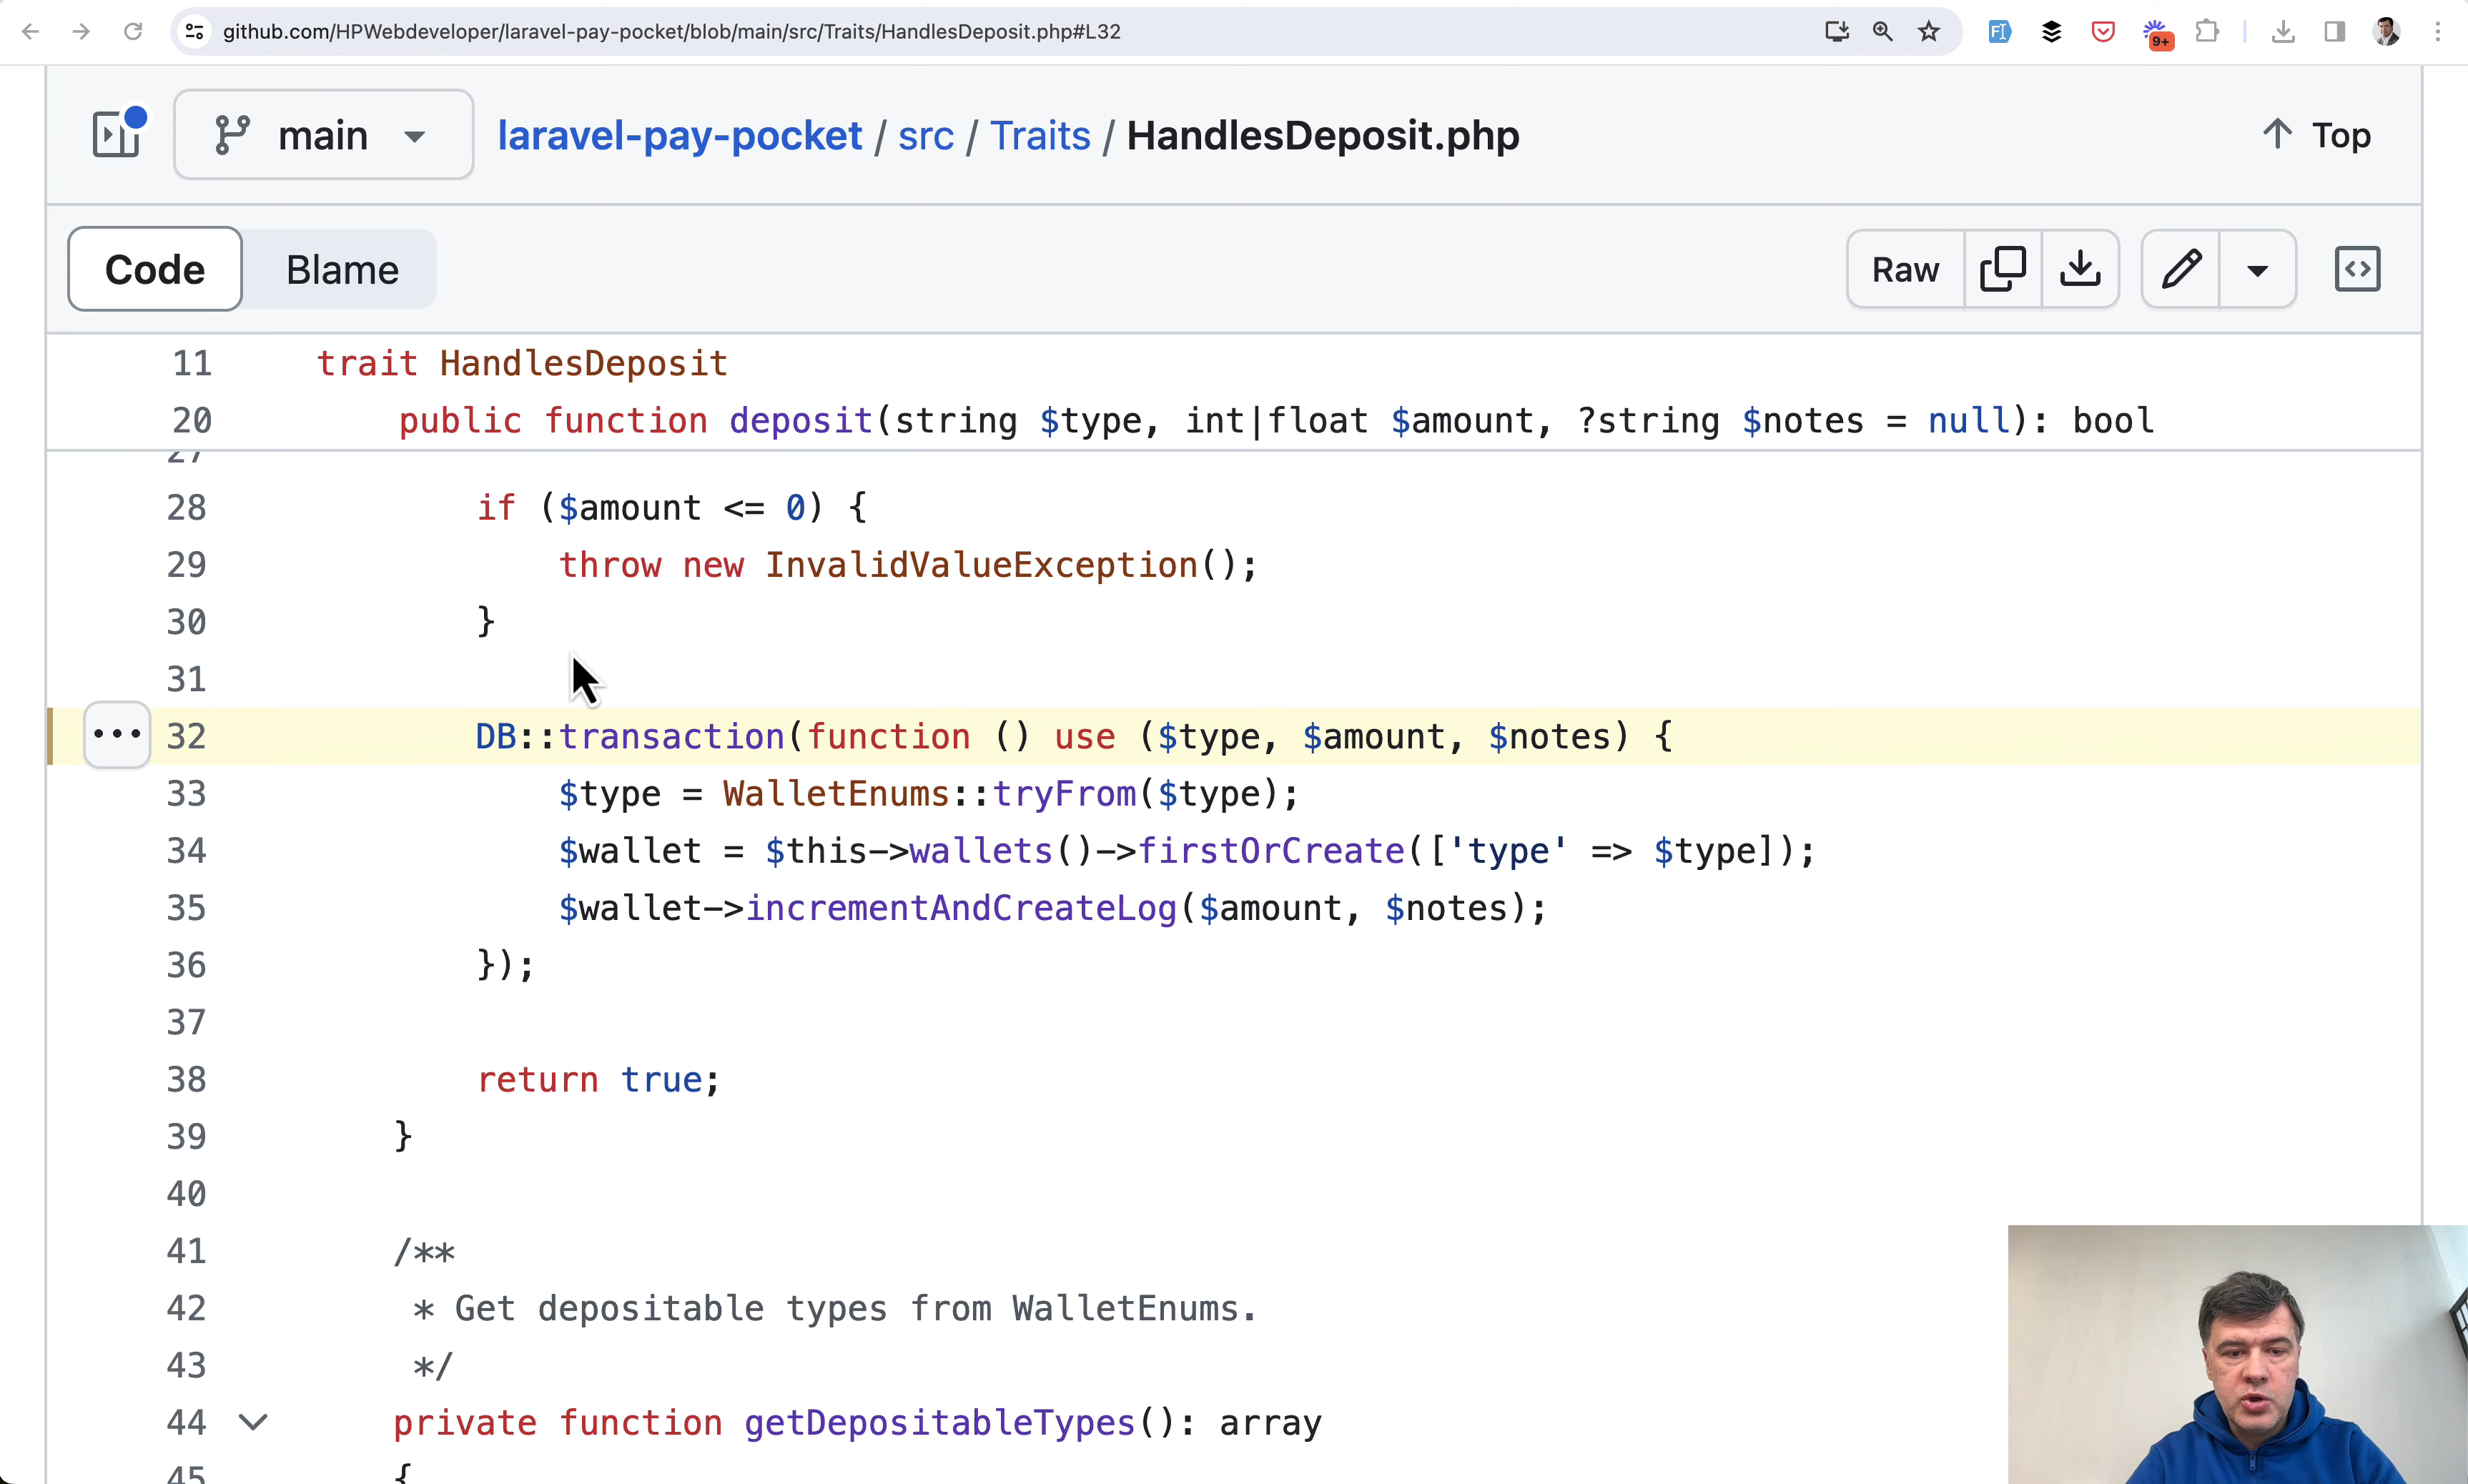 github.com/HPWebdeveloper/laravel-pay-pocket/blob/main/src/Traits/HandlesDeposit.php#L32
9+
main
laravel-pay-pocket / src / Traits / HandlesDeposit.php
Top
Code
Blame
Raw
11 trait HandlesDeposit
20 public function deposit(string $type, int|float $amount, ?string $notes = null): bool
27
28 if ($amount <= 0) {
29 throw new InvalidValueException();
30 }
31
32 DB::transaction(function () use ($type, $amount, $notes) {
33 $type = WalletEnums::tryFrom($type);
34 $wallet = $this->wallets()->firstOrCreate(['type' => $type]);
35 $wallet->incrementAndCreateLog($amount, $notes);
36 });
37
38 return true;
39 }
40
41 /**
42 * Get depositable types from WalletEnums.
43 */
44 private function getDepositableTypes(): array
45 {